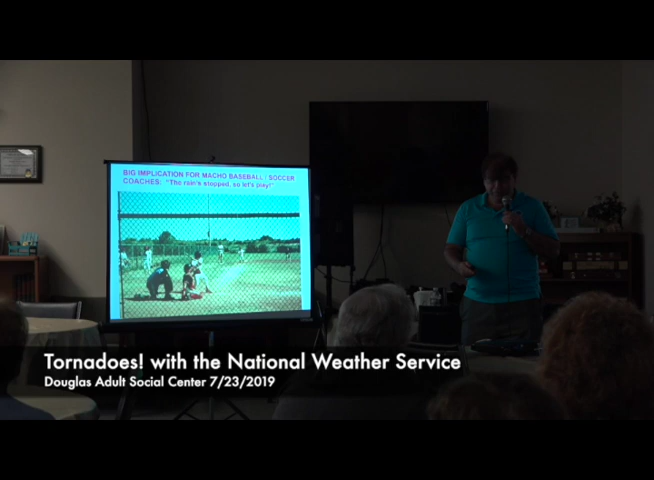 BIG IMPLICATION FOR MACHO BASEBALL / SOCCER
COACHES: "The rain's stopped, so let's play!"
Tornadoes! with the National Weather Service
Douglas Adult Social Center 7/23/2019